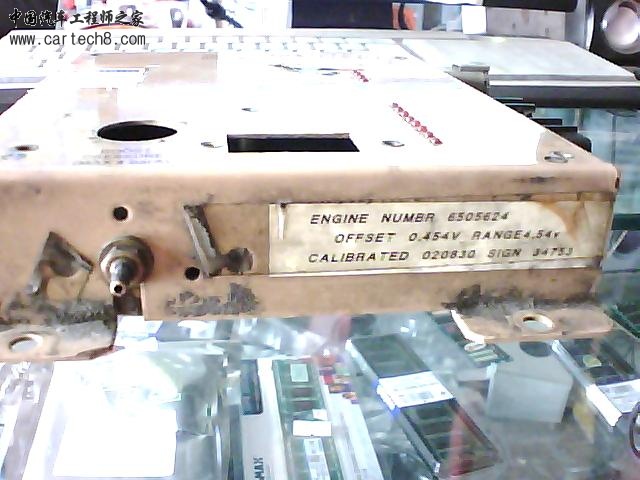 中国汽车工程师之家
www.cartech8.com
ENGINE NUMBR 6505624
OFFSET 0.454V RANGE4,54v
CALIBRATED 020830 SIGN 34753